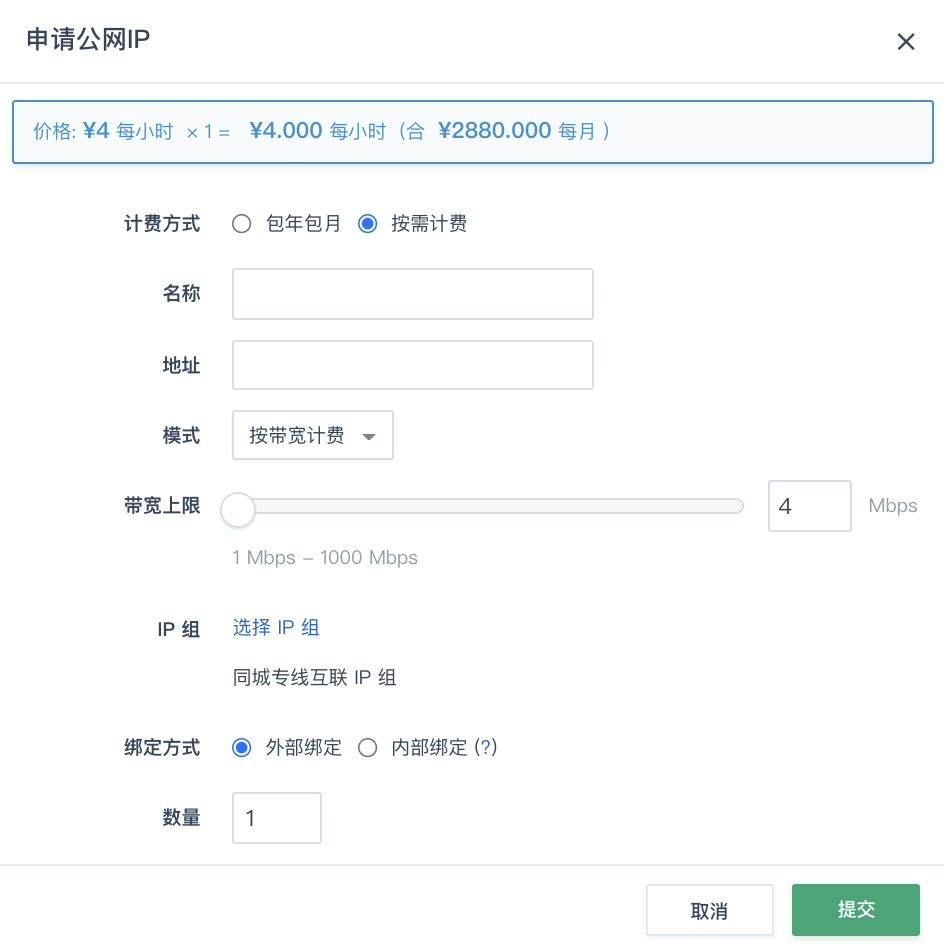 申请公网IP
价格: ¥4 每小时 × 1 = ¥4.000 每小时（合 ¥2880.000 每月 ）
计费方式 包年包月 按需计费
名称
地址
模式 按带宽计费
带宽上限 4 Mbps
1 Mbps – 1000 Mbps
IP 组 选择 IP 组
同城专线互联 IP 组
绑定方式 外部绑定 内部绑定 (?)
数量 1
取消 提交